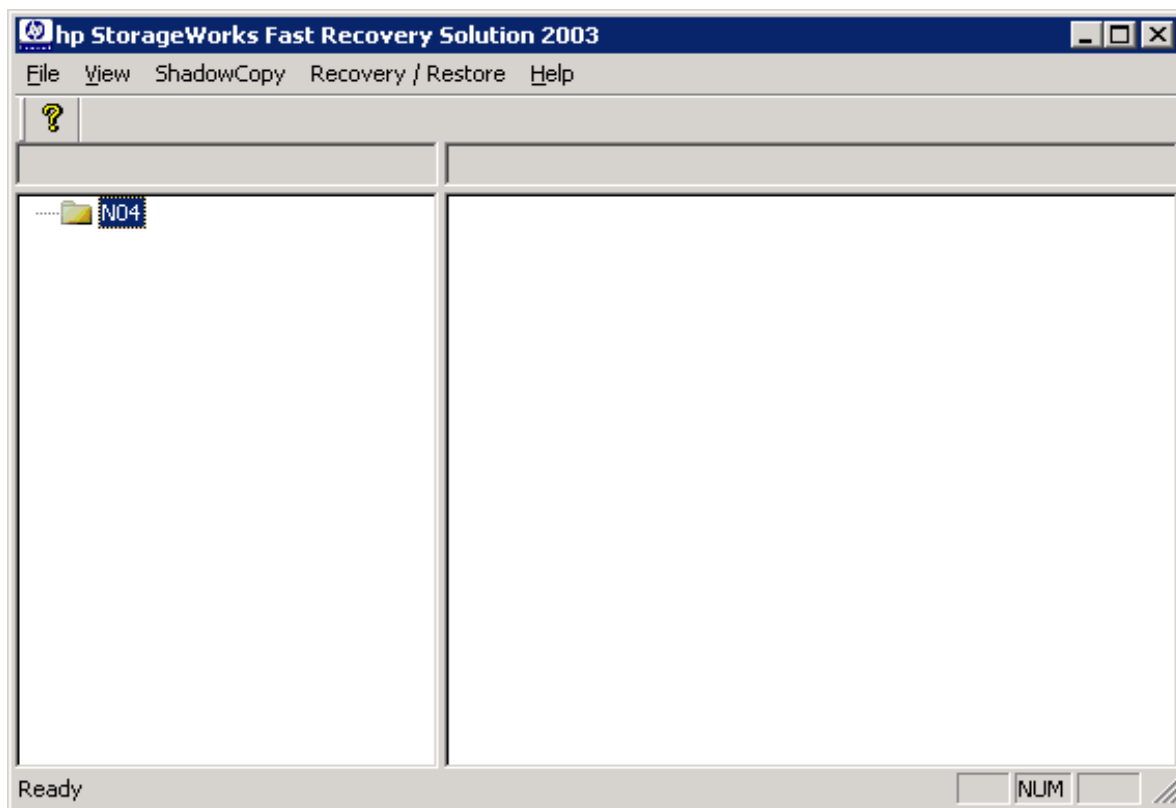 hp StorageWorks Fast Recovery Solution 2003
File View ShadowCopy Recovery / Restore Help
N04
Ready
NUM